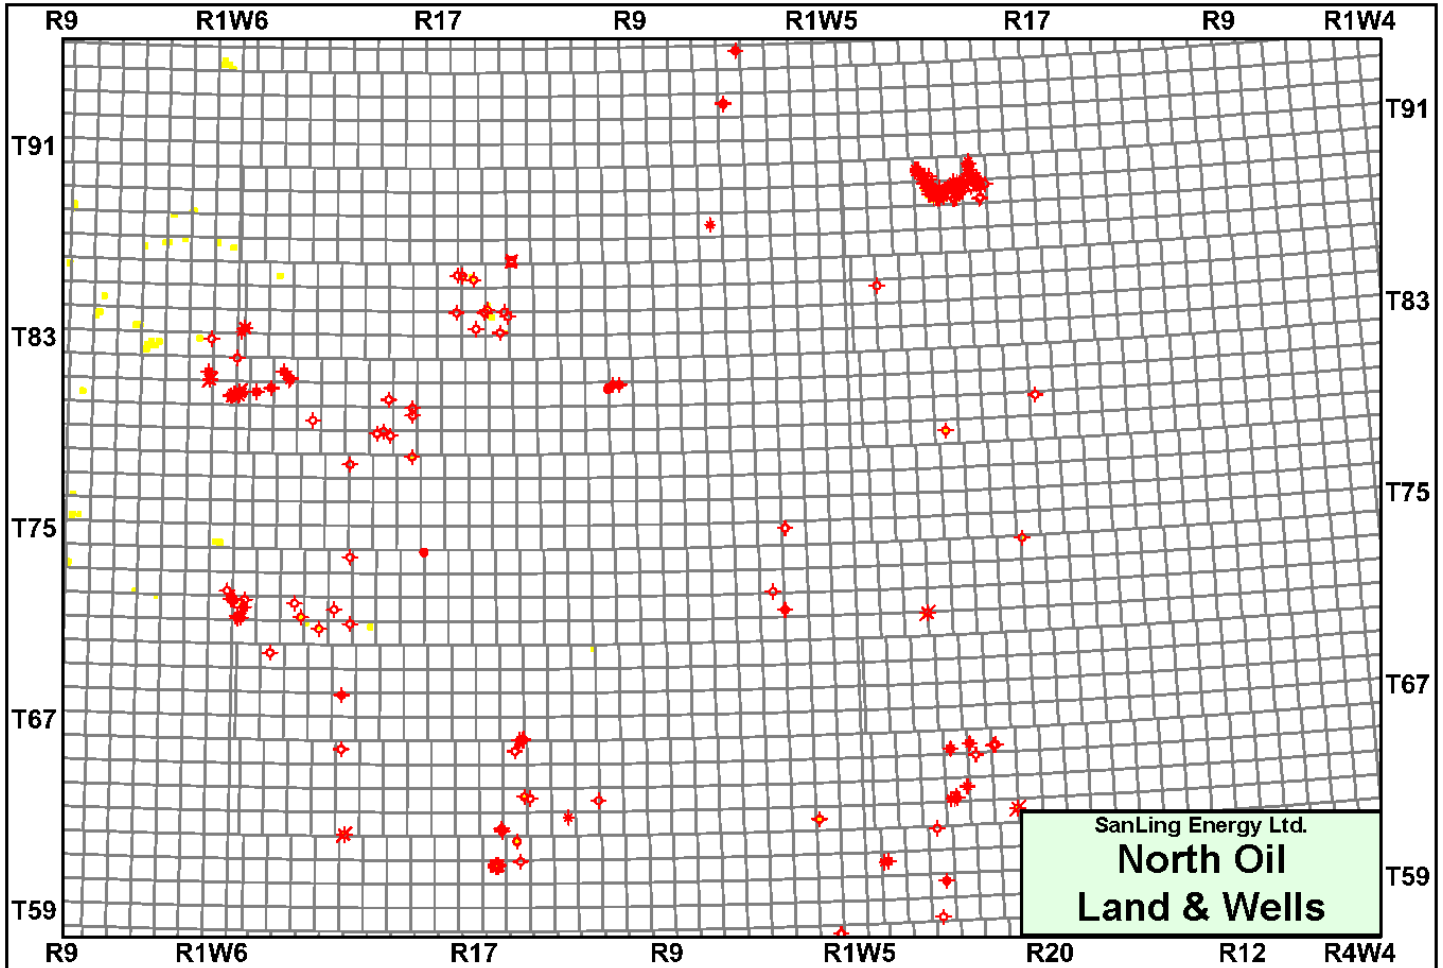 R9 R1W6 R17 R9 R1W5 R17 R9 R1W4
T91
T91
T83
T83
T75
T75
T67
T67
SanLing Energy Ltd.
North Oil
T59
Land & Wells
T59
R9 R1W6 R17 R9 R1W5 R20 R12 R4W4